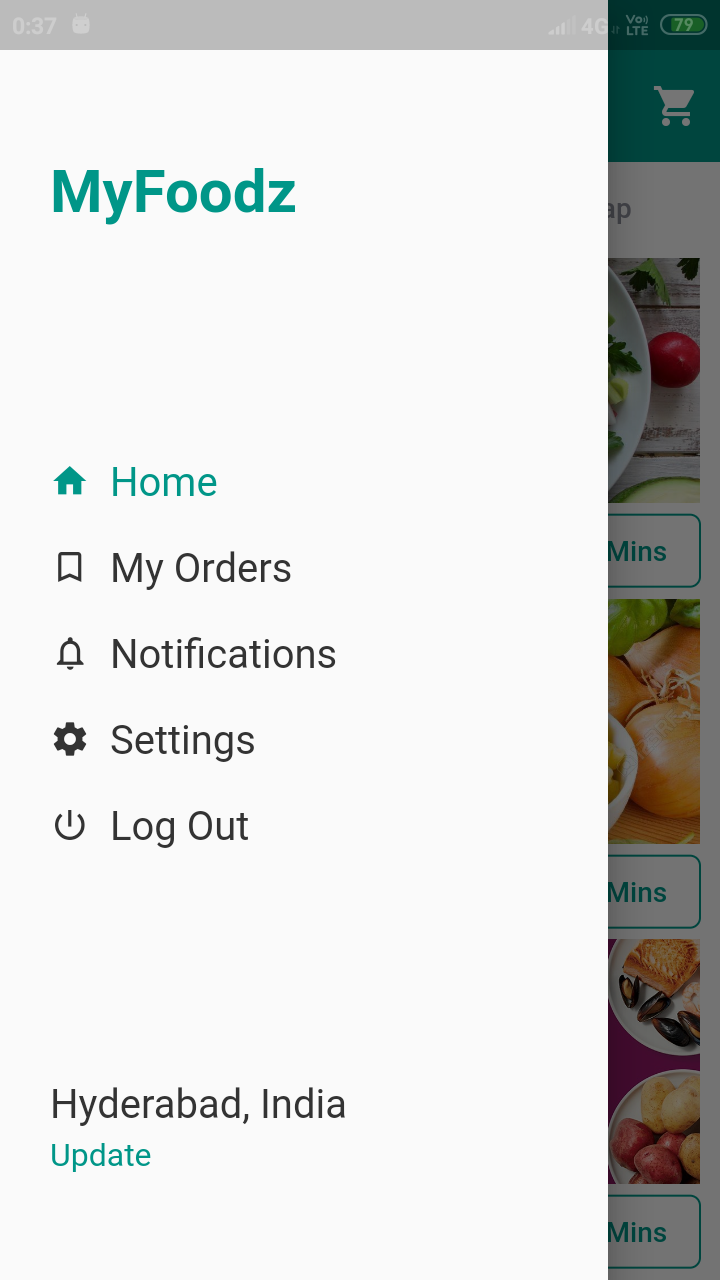 0:37 4G Vo LTE 79
MyFoodz
Home
My Orders
Notifications
Settings
Log Out
Hyderabad, India
Update
ap
Mins
Mins
Mins